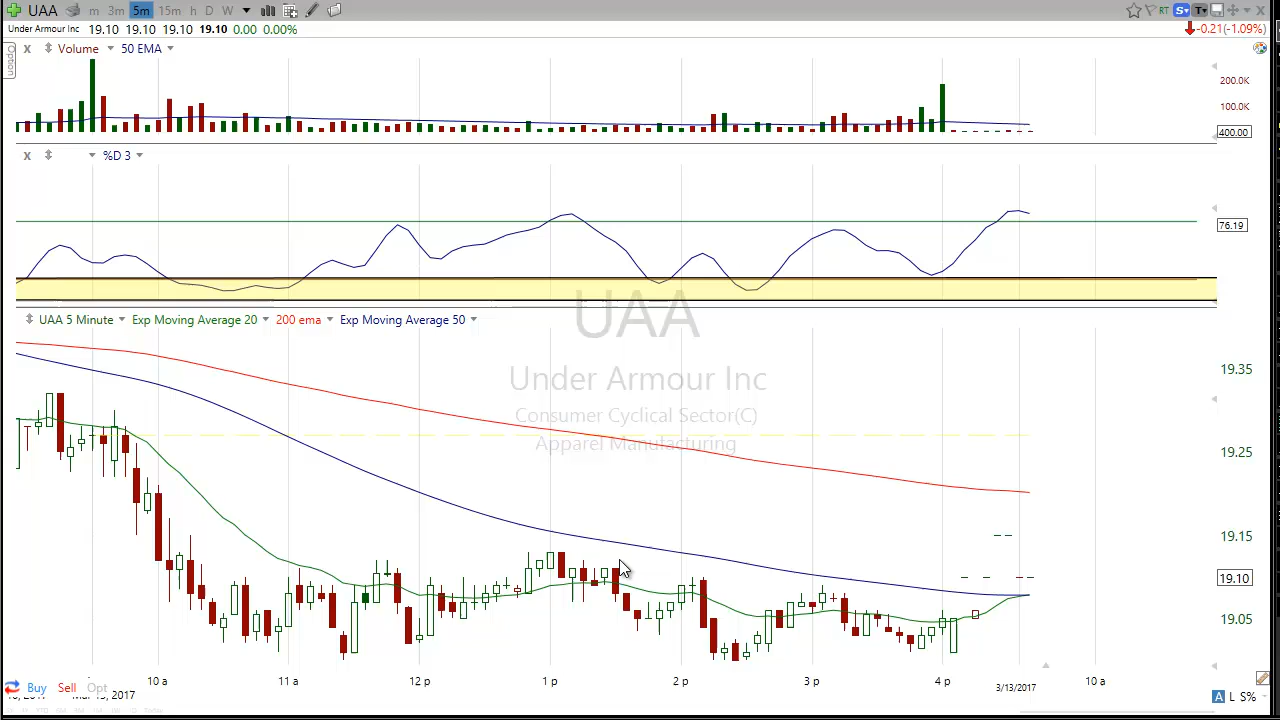 UAA m 3m 5m 15m h D W RT S T
Under Armour Inc 19.10 19.10 19.10 19.10 0.00 0.00% -0.21(-1.09%)
Option
x Volume 50 EMA
200.0K
100.0K
400.00
x %D 3
76.19
UAA 5 Minute Exp Moving Average 20 200 ema Exp Moving Average 50
UAA
Under Armour Inc
Consumer Cyclical Sector(C)
Apparel Manufacturing
19.35
19.25
19.15
19.10
19.05
10 a 11 a 12 p 1 p 2 p 3 p 4 p 3/13/2017 10 a
Buy Sell Opt
2017
A L S%